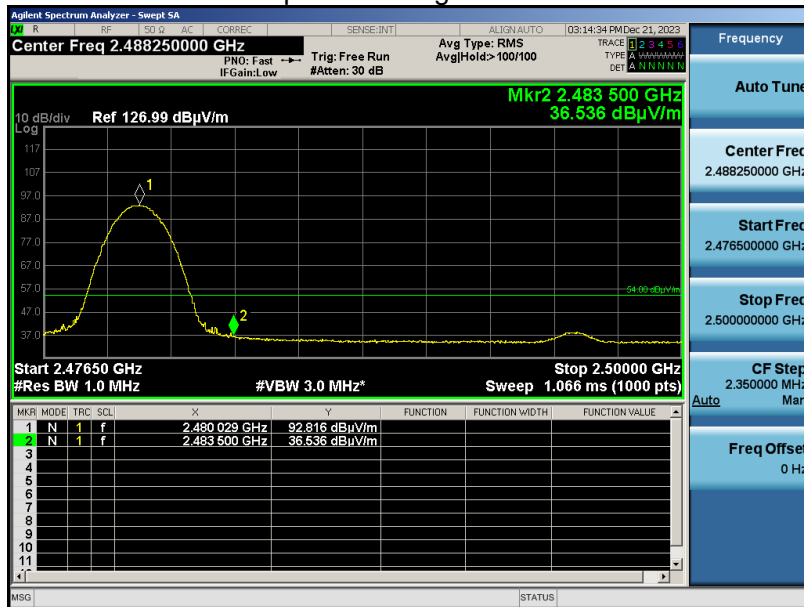 Agilent Spectrum Analyzer - Swept SA
LXI R RF 50 Ω AC CORREC SENSE:INT ALIGN AUTO 03:14:34 PM Dec 21, 2023
Center Freq 2.488250000 GHz
PNO: Fast
IFGain:Low
Trig: Free Run
#Atten: 30 dB
Avg Type: RMS
Avg|Hold:>100/100
TRACE 1 2 3 4 5 6
TYPE A WWWWW
DET A N N N N N
Mkr2 2.483 500 GHz
36.536 dBµV/m
10 dB/div Ref 126.99 dBµV/m
Log
117
107
97.0
87.0
77.0
67.0
57.0
47.0
37.0
1
2
54.00 dBµV/m
Start 2.47650 GHz Stop 2.50000 GHz
#Res BW 1.0 MHz #VBW 3.0 MHz* Sweep 1.066 ms (1000 pts)
MKR MODE TRC SCL X Y FUNCTION FUNCTION WIDTH FUNCTION VALUE
1 N 1 f 2.480 029 GHz 92.816 dBµV/m
2 N 1 f 2.483 500 GHz 36.536 dBµV/m
3
4
5
6
7
8
9
10
11
MSG STATUS
Frequency
Auto Tune
Center Freq
2.488250000 GHz
Start Freq
2.476500000 GHz
Stop Freq
2.500000000 GHz
CF Step
2.350000 MHz
Auto Man
Freq Offset
0 Hz